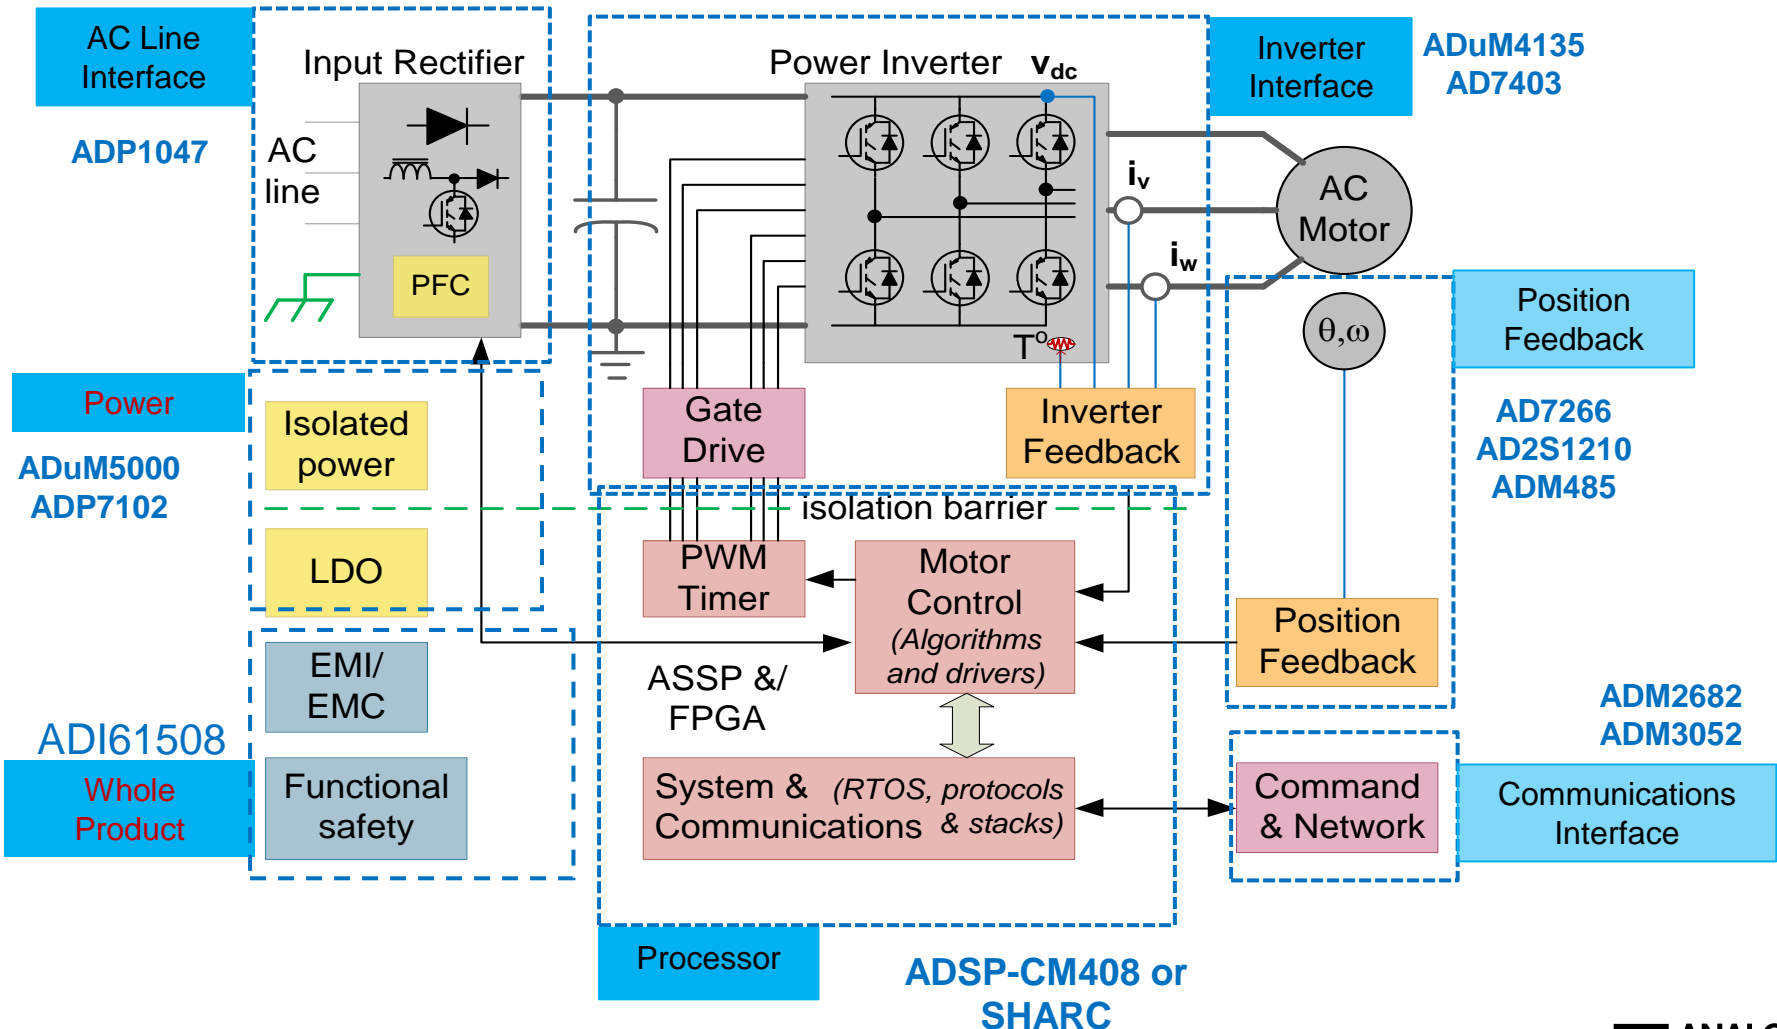 AC Line
Interface
ADP1047
Input Rectifier
AC
line
PFC
Power Inverter
vdc
iv
iw
To
Inverter
Interface
ADuM4135
AD7403
AC
Motor
θ,ω
Position
Feedback
AD7266
AD2S1210
ADM485
Power
ADuM5000
ADP7102
Isolated
power
LDO
Gate
Drive
Inverter
Feedback
isolation barrier
PWM
Timer
Motor
Control
(Algorithms
and drivers)
Position
Feedback
ASSP &/
FPGA
EMI/
EMC
ADI61508
Whole
Product
Functional
safety
System & (RTOS, protocols
Communications & stacks)
Command
& Network
ADM2682
ADM3052
Communications
Interface
Processor
ADSP-CM408 or
SHARC